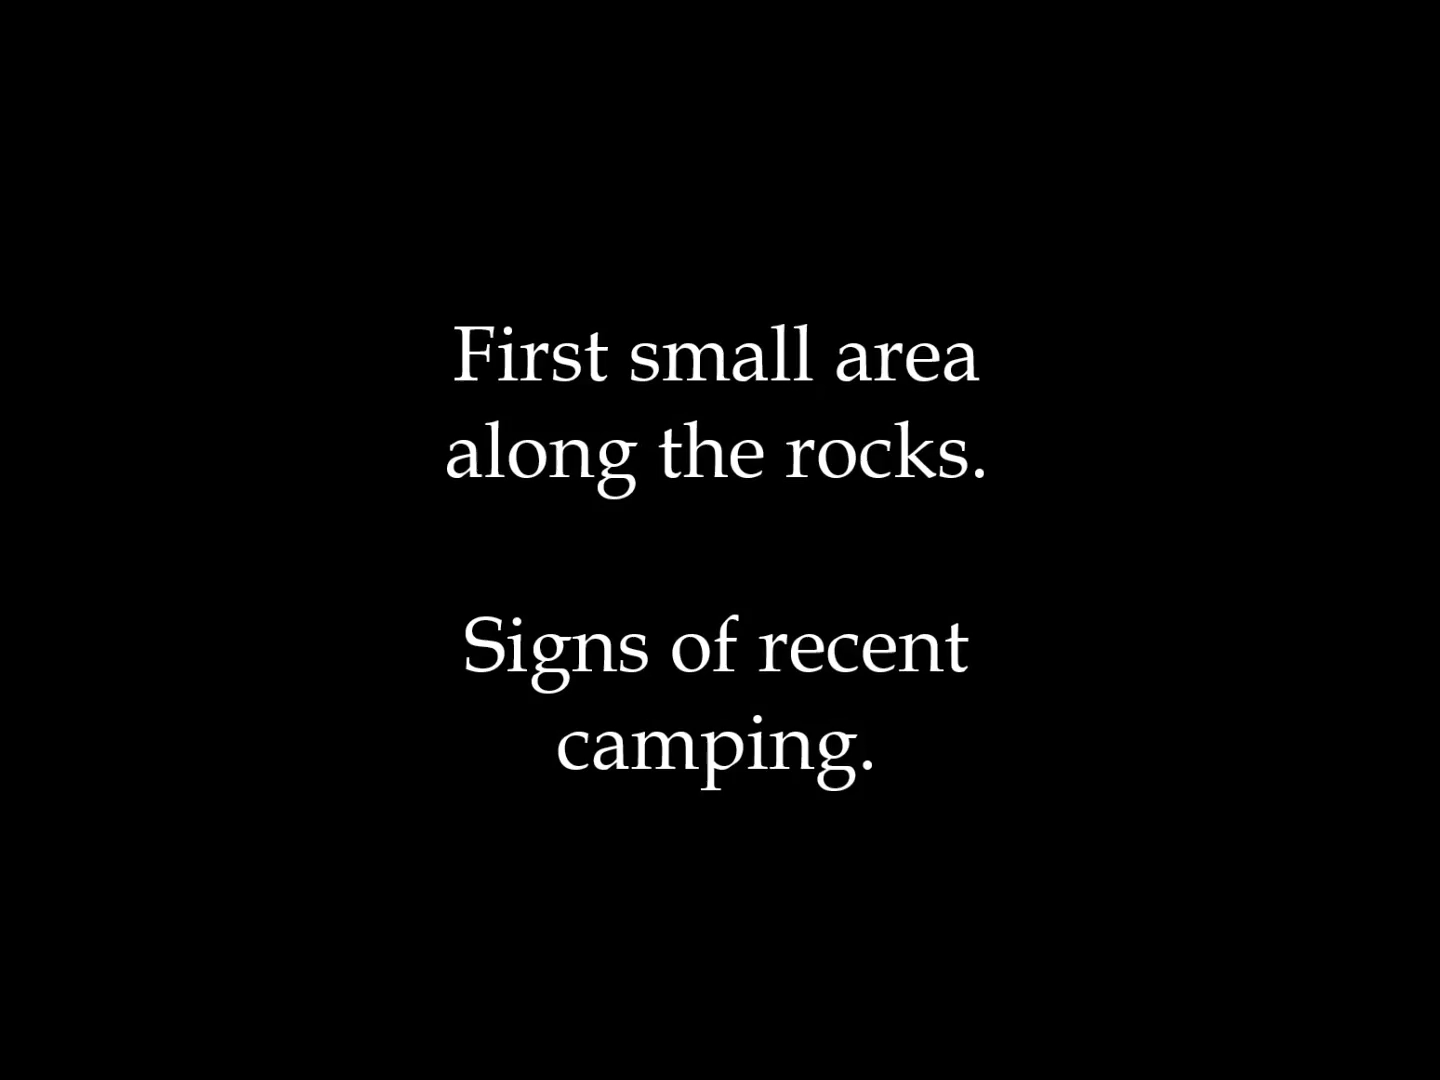 First small area
along the rocks.
Signs of recent
camping.